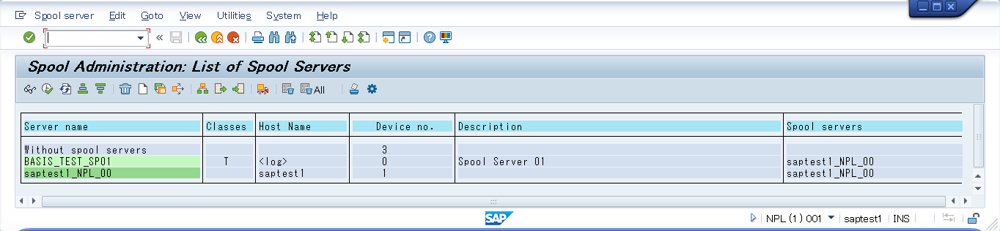 Spool server Edit Goto View Utilities System Help
Spool Administration: List of Spool Servers
All
Server name Classes Host Name Device no. Description Spool servers
Without spool servers 3
BASIS_TEST_SP01 T <log> 0 Spool Server 01 saptest1_NPL_00
saptest1_NPL_00 saptest1 1 saptest1_NPL_00
SAP NPL (1) 001 saptest1 INS